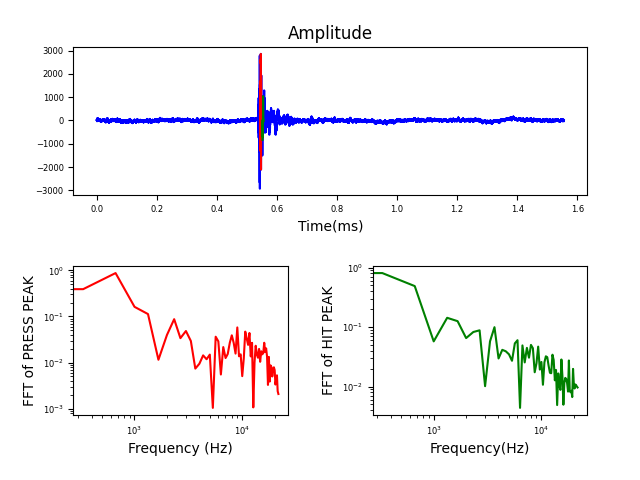 Amplitude
3000
2000
1000
0
−1000
−2000
−3000
0.0 0.2 0.4 0.6 0.8 1.0 1.2 1.4 1.6
Time(ms)
FFT of PRESS PEAK
10⁰
10⁻¹
10⁻²
10⁻³
10³ 10⁴
Frequency (Hz)
FFT of HIT PEAK
10⁰
10⁻¹
10⁻²
10³ 10⁴
Frequency(Hz)